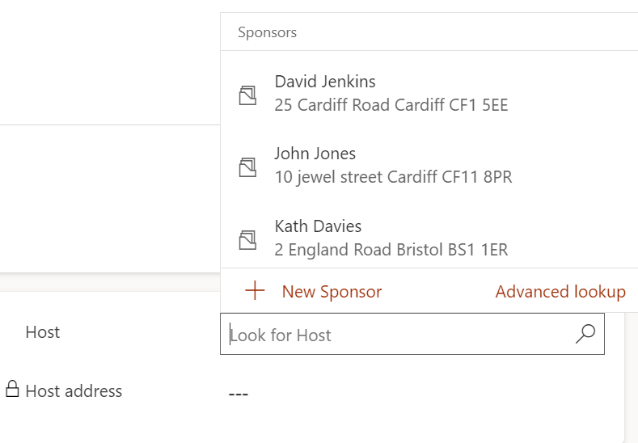 Sponsors
David Jenkins
25 Cardiff Road Cardiff CF1 5EE
John Jones
10 jewel street Cardiff CF11 8PR
Kath Davies
2 England Road Bristol BS1 1ER
New Sponsor Advanced lookup
Host Look for Host
Host address ---